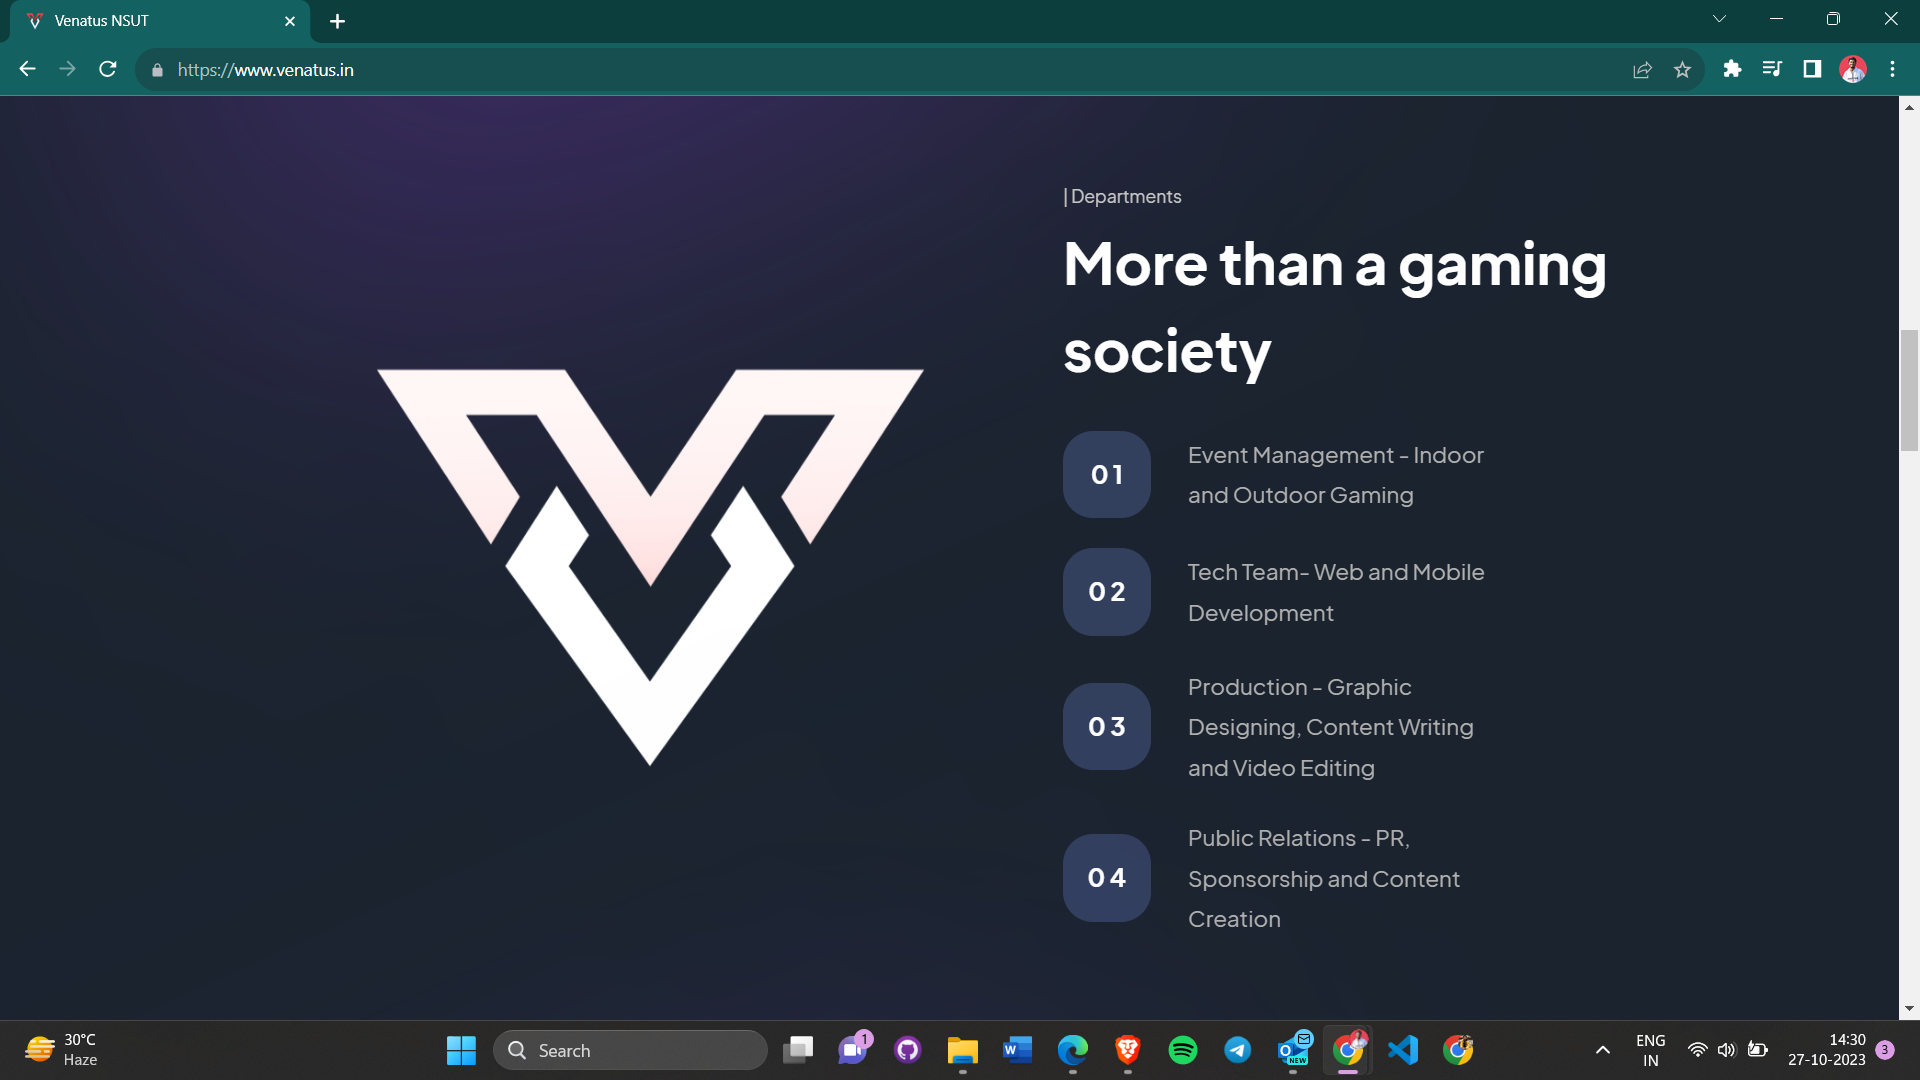 Venatus NSUT
https://www.venatus.in
| Departments
More than a gaming
society
01
Event Management - Indoor
and Outdoor Gaming
02
Tech Team- Web and Mobile
Development
03
Production - Graphic
Designing, Content Writing
and Video Editing
04
Public Relations - PR,
Sponsorship and Content
Creation
30°C
Haze
Search
1
W
NEW
ENG
IN
14:30
27-10-2023
3